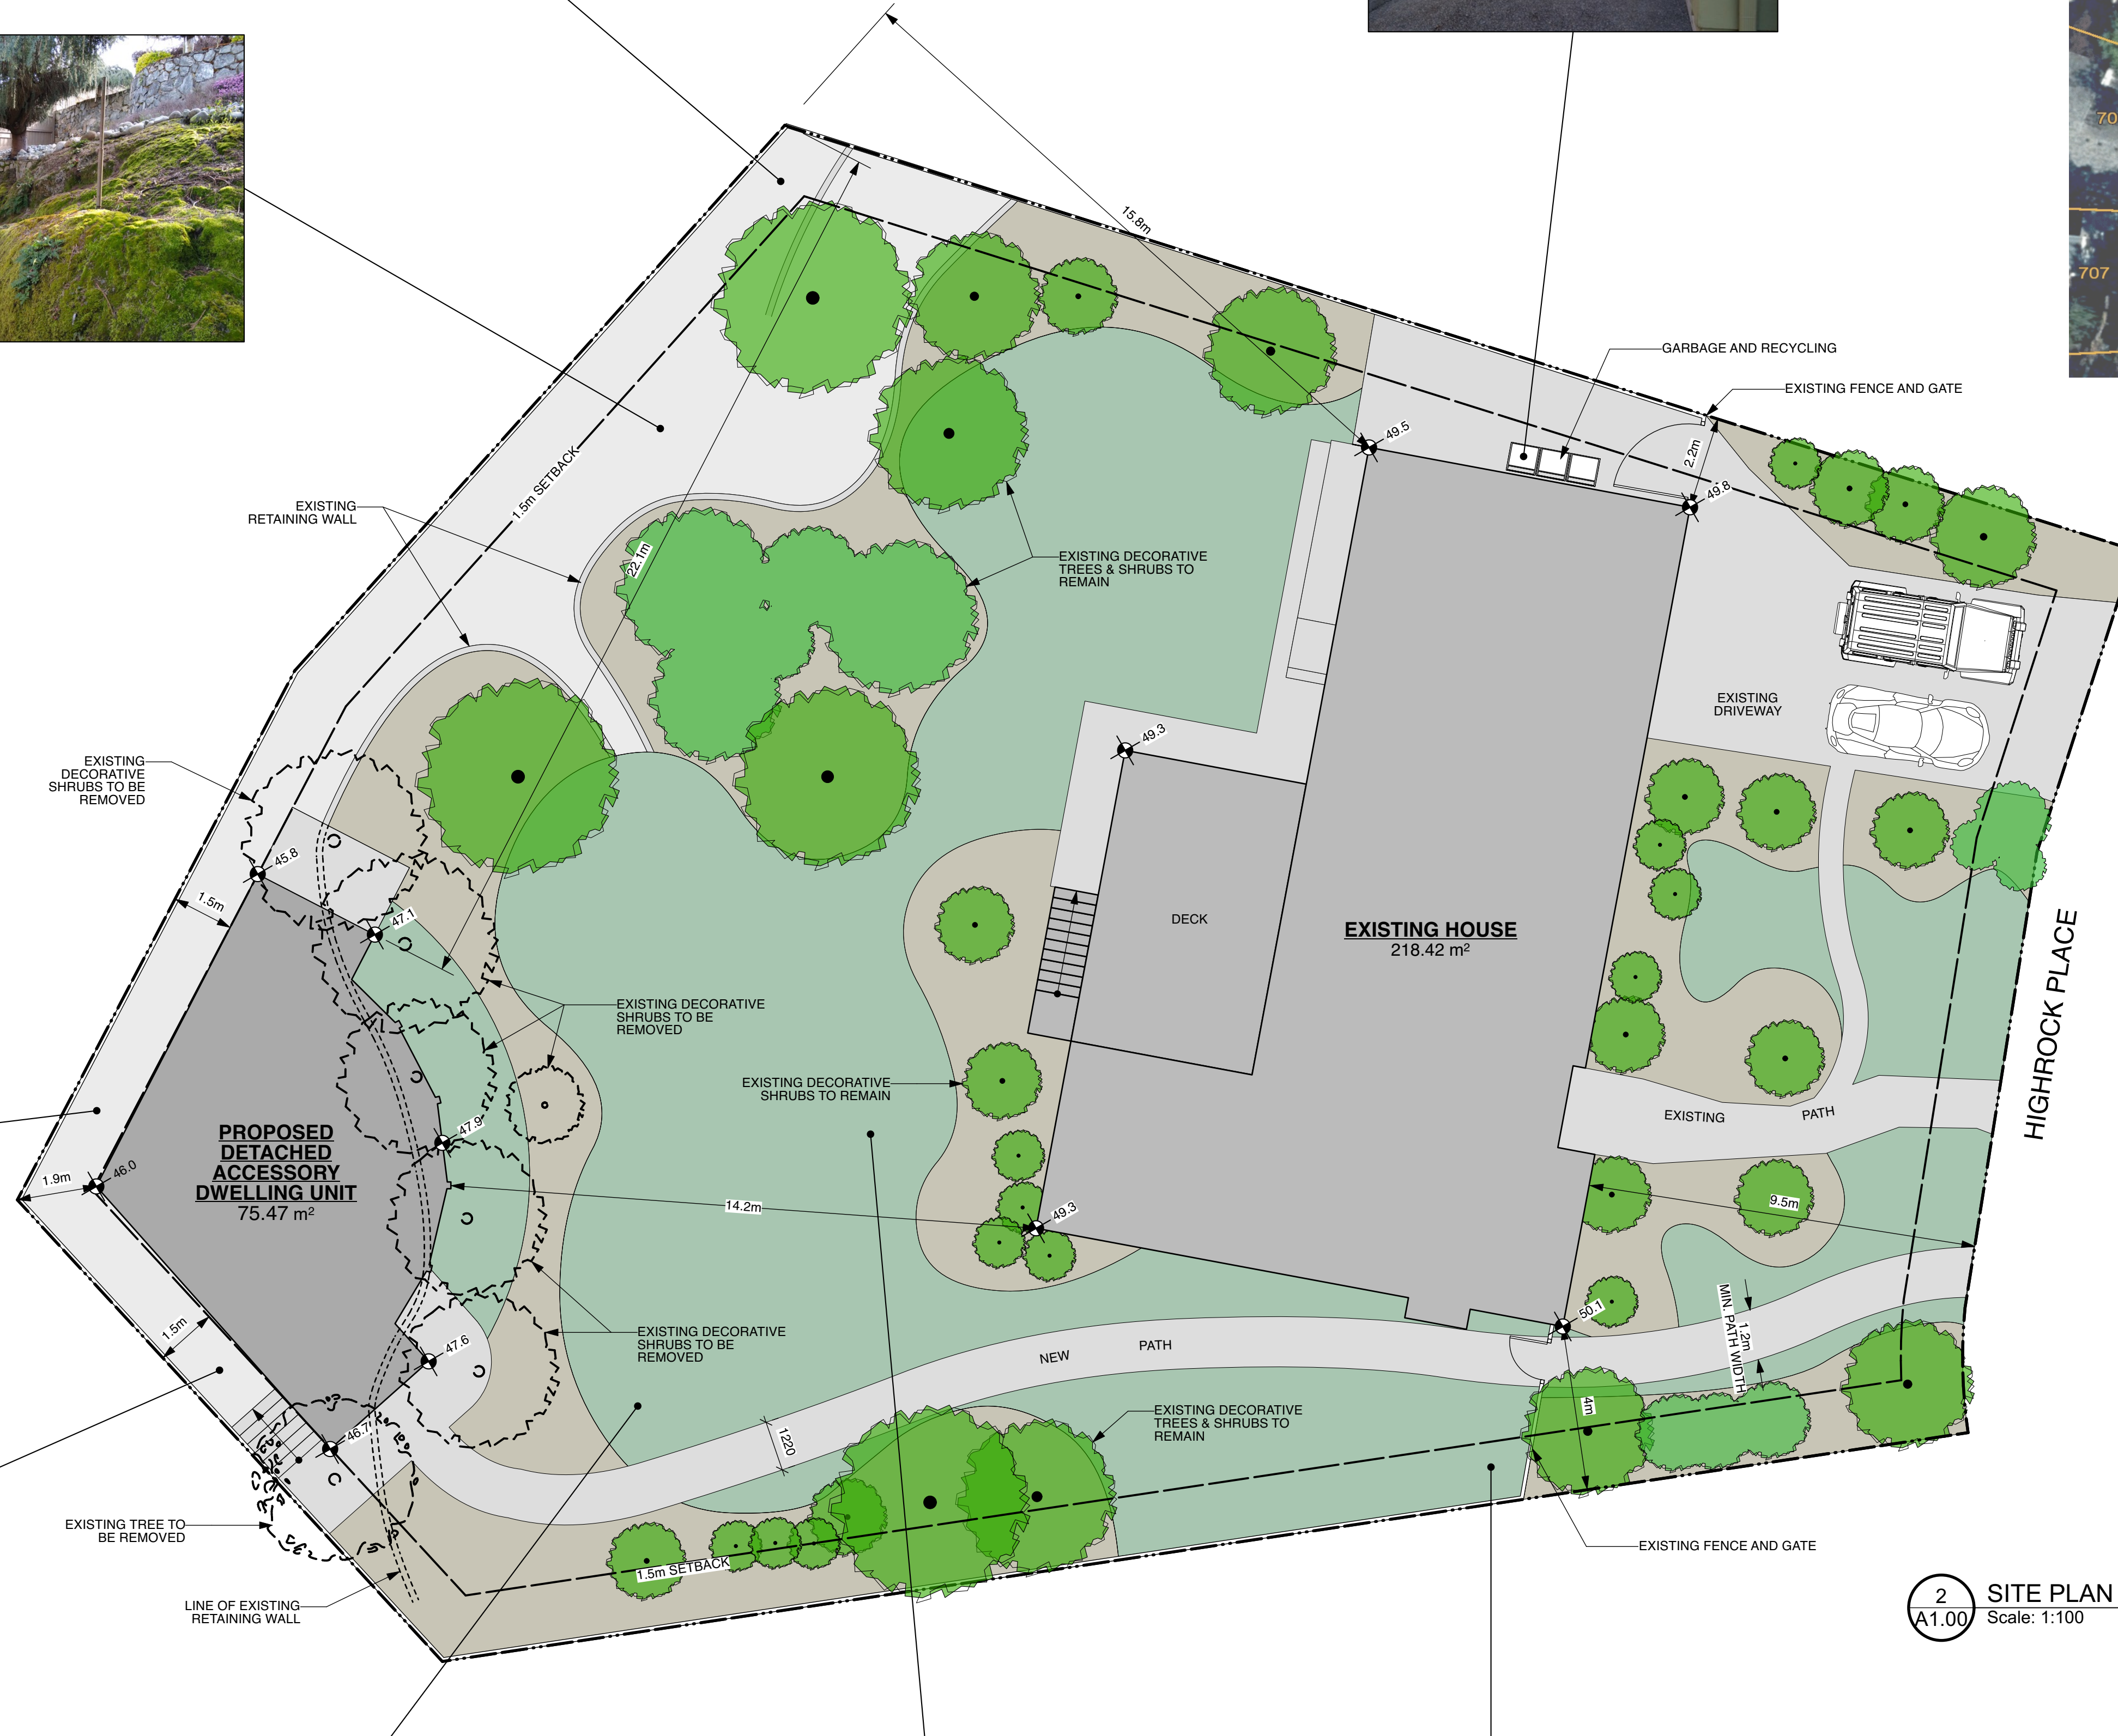 70
707
15.8m
GARBAGE AND RECYCLING
EXISTING FENCE AND GATE
49.5
2.2m
49.8
1.5m SETBACK
EXISTING
RETAINING WALL
22.1m
EXISTING DECORATIVE
TREES & SHRUBS TO
REMAIN
EXISTING
DRIVEWAY
49.3
EXISTING
DECORATIVE
SHRUBS TO BE
REMOVED
45.8
1.5m
47.1
DECK
EXISTING HOUSE
218.42 m²
HIGHROCK PLACE
EXISTING DECORATIVE
SHRUBS TO BE
REMOVED
EXISTING DECORATIVE
SHRUBS TO REMAIN
EXISTING PATH
47.9
PROPOSED
DETACHED
ACCESSORY
DWELLING UNIT
75.47 m²
46.0
1.9m
14.2m
49.3
9.5m
1.5m
47.6
EXISTING DECORATIVE
SHRUBS TO BE
REMOVED
NEW PATH
50.1
MIN. PATH WIDTH
1.2m
4m
46.7
1220
EXISTING DECORATIVE
TREES & SHRUBS TO
REMAIN
EXISTING TREE TO
BE REMOVED
1.5m SETBACK
EXISTING FENCE AND GATE
LINE OF EXISTING
RETAINING WALL
2
A1.00
SITE PLAN
Scale: 1:100